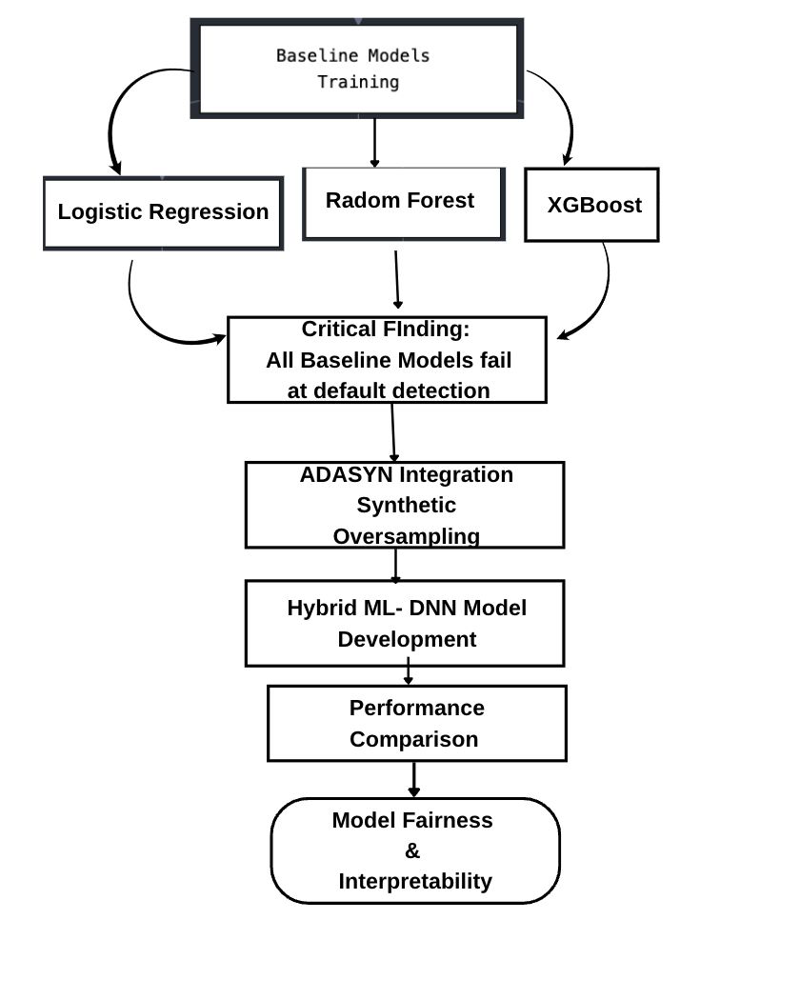 Baseline Models
Training
Logistic Regression
Radom Forest
XGBoost
Critical FInding:
All Baseline Models fail
at default detection
ADASYN Integration
Synthetic
Oversampling
Hybrid ML- DNN Model
Development
Performance
Comparison
Model Fairness
&
Interpretability